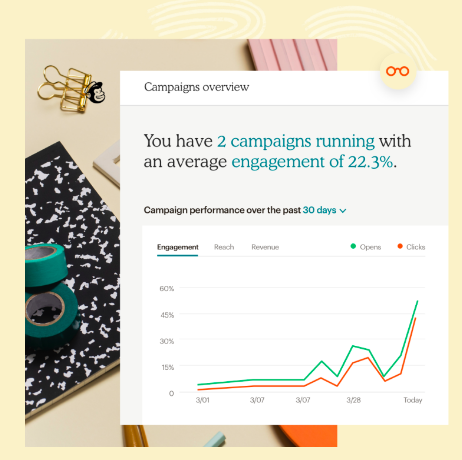 Campaigns overview
You have 2 campaigns running with
an average engagement of 22.3%.
Campaign performance over the past 30 days
Engagement Reach Revenue Opens Clicks
60%
45%
30%
15%
0
3/01 3/07 3/07 3/28 Today